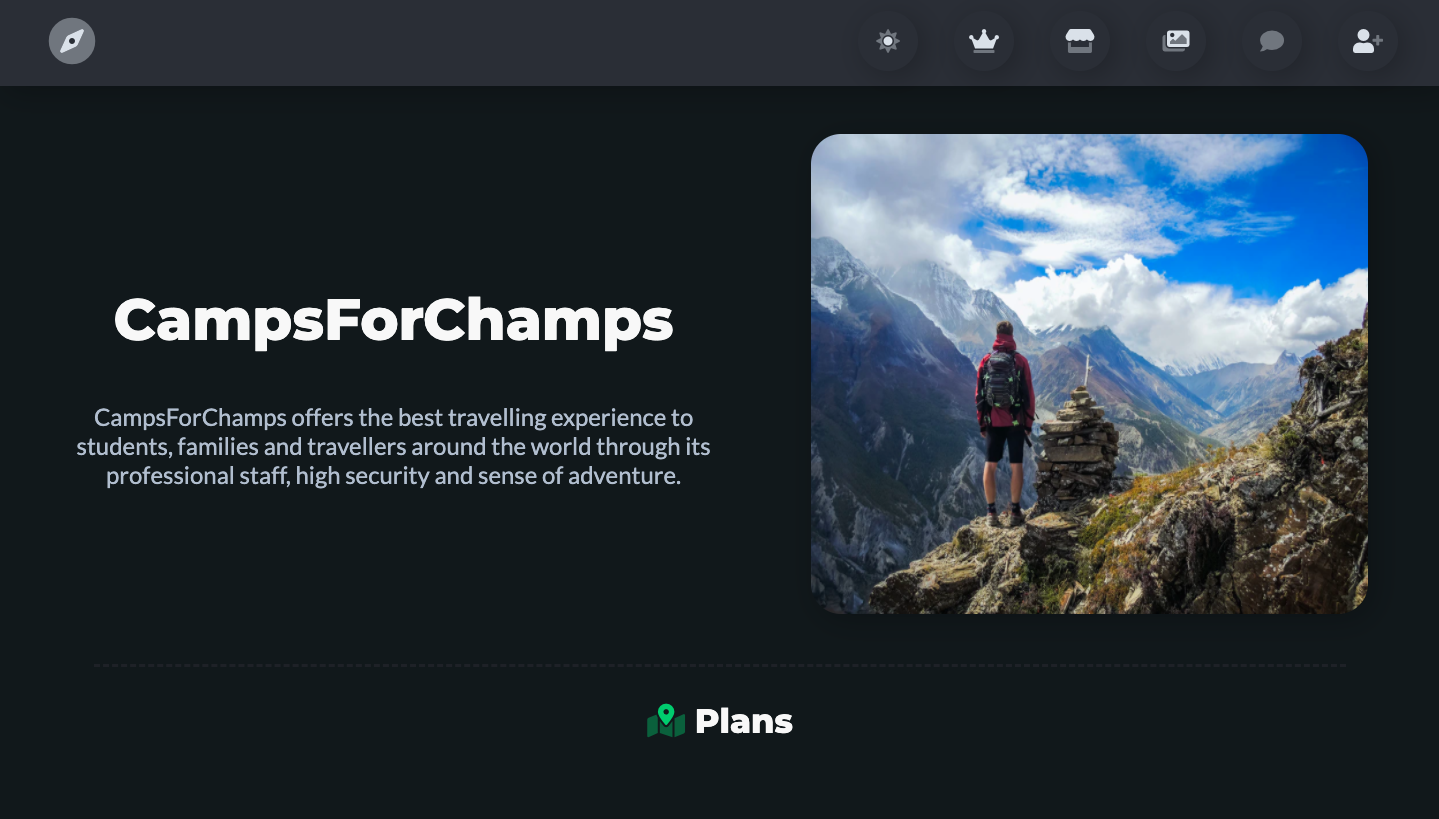 CampsForChamps
CampsForChamps offers the best travelling experience to
students, families and travellers around the world through its
professional staff, high security and sense of adventure.
Plans